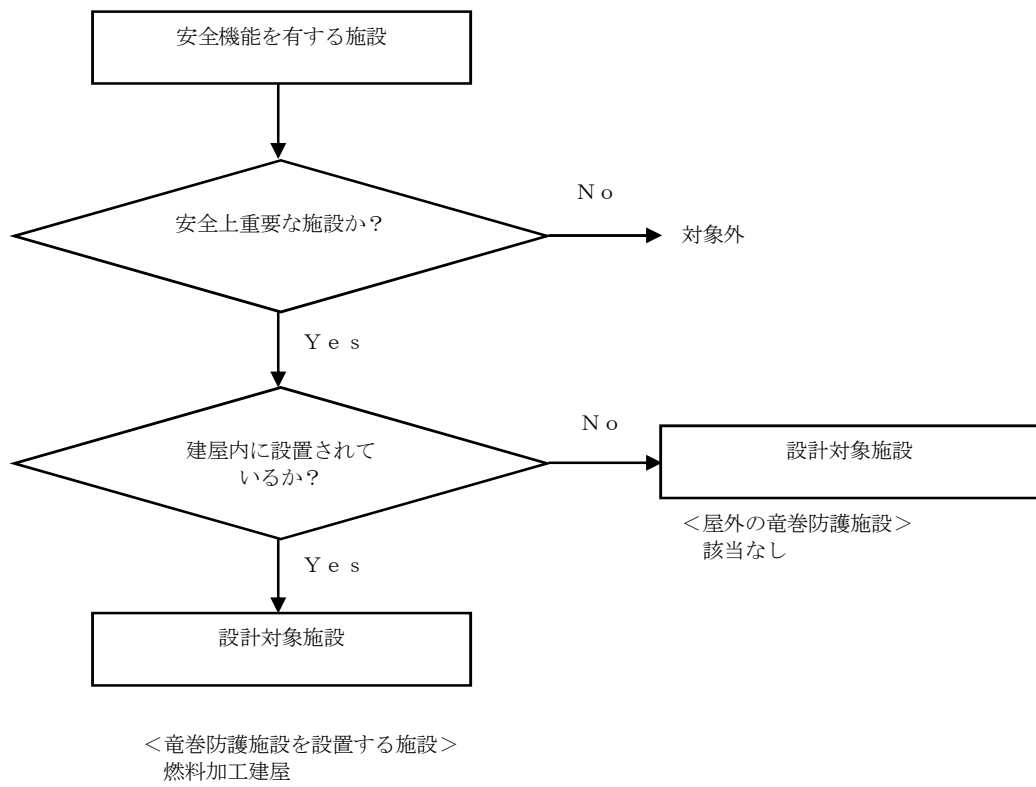 安全機能を有する施設
安全上重要な施設か？
Ｎｏ
対象外
Ｙｅｓ
建屋内に設置されて
いるか？
Ｎｏ
設計対象施設
＜屋外の竜巻防護施設＞
該当なし
Ｙｅｓ
設計対象施設
＜竜巻防護施設を設置する施設＞
燃料加工建屋